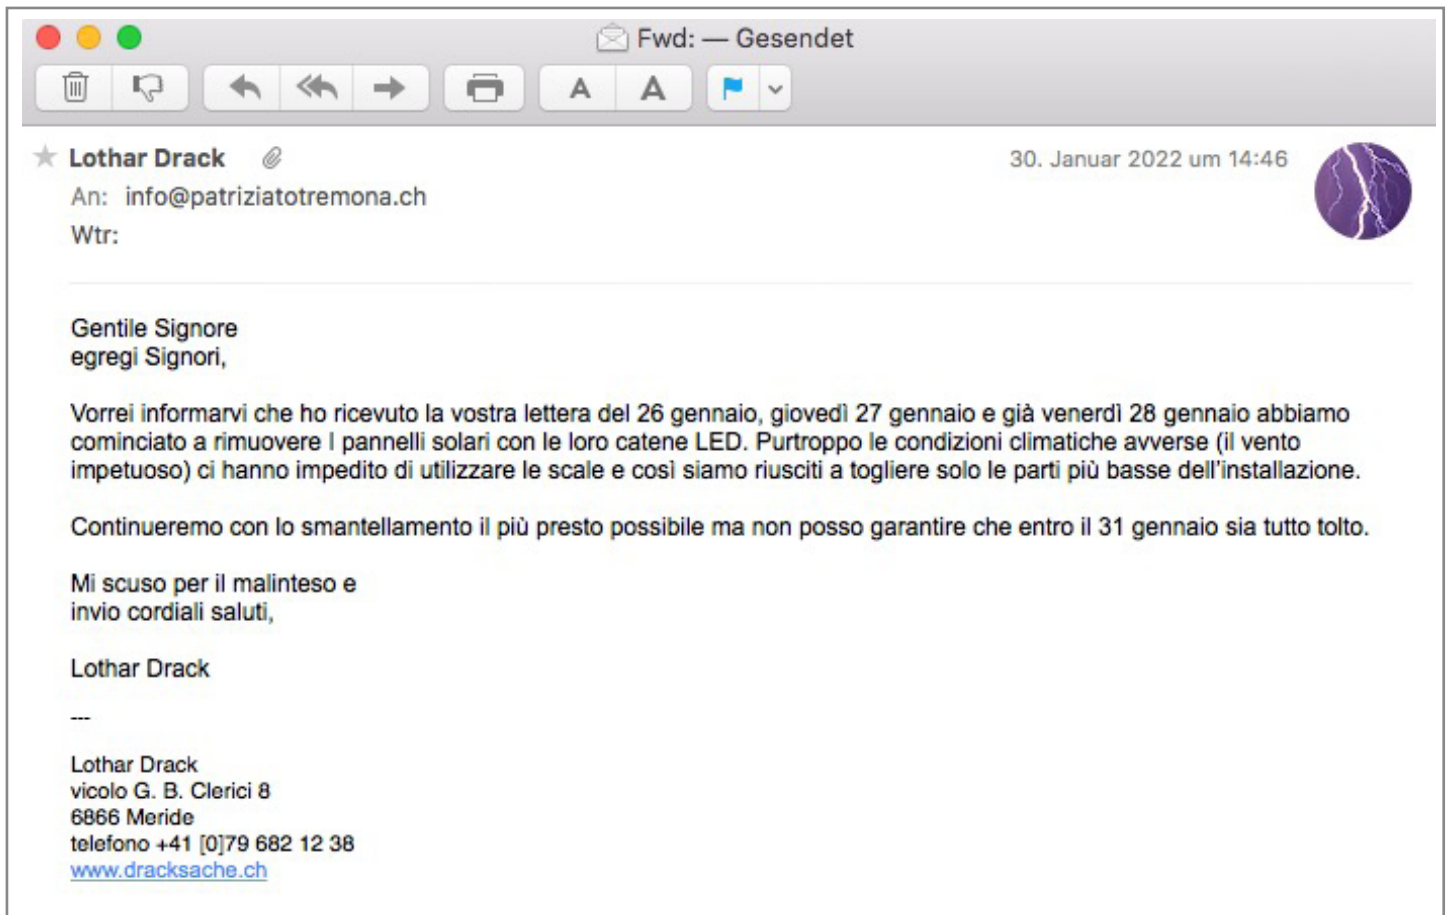 Fwd: — Gesendet
A A
Lothar Drack
30. Januar 2022 um 14:46
An: info@patriziatotremona.ch
Wtr:
Gentile Signore
egregi Signori,
Vorrei informarvi che ho ricevuto la vostra lettera del 26 gennaio, giovedì 27 gennaio e già venerdì 28 gennaio abbiamo
cominciato a rimuovere I pannelli solari con le loro catene LED. Purtroppo le condizioni climatiche avverse (il vento
impetuoso) ci hanno impedito di utilizzare le scale e così siamo riusciti a togliere solo le parti più basse dell'installazione.
Continueremo con lo smantellamento il più presto possibile ma non posso garantire che entro il 31 gennaio sia tutto tolto.
Mi scuso per il malinteso e
invio cordiali saluti,
Lothar Drack
---
Lothar Drack
vicolo G. B. Clerici 8
6866 Meride
telefono +41 [0]79 682 12 38
www.dracksache.ch